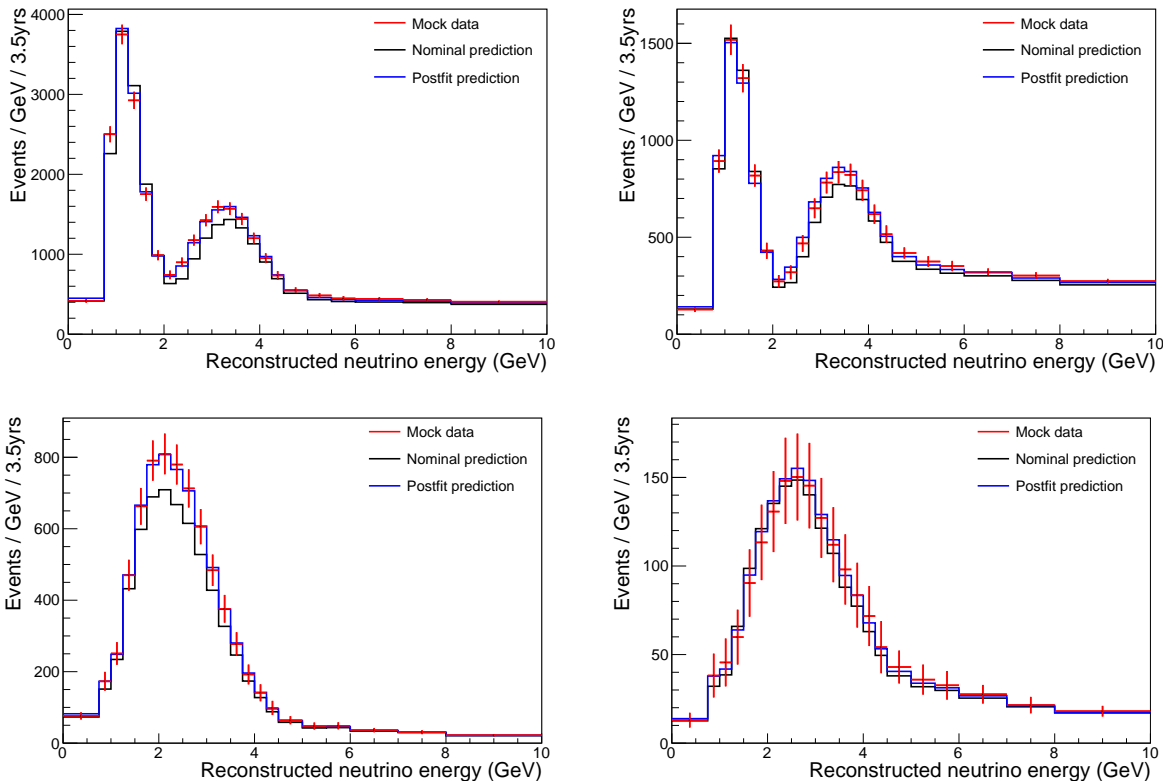 Events / GeV / 3.5yrs
4000
3000
2000
1000
0
Mock data
Nominal prediction
Postfit prediction
0 2 4 6 8 10
Reconstructed neutrino energy (GeV)
Events / GeV / 3.5yrs
1500
1000
500
0
Mock data
Nominal prediction
Postfit prediction
0 2 4 6 8 10
Reconstructed neutrino energy (GeV)
Events / GeV / 3.5yrs
800
600
400
200
0
Mock data
Nominal prediction
Postfit prediction
0 2 4 6 8 10
Reconstructed neutrino energy (GeV)
Events / GeV / 3.5yrs
150
100
50
0
Mock data
Nominal prediction
Postfit prediction
0 2 4 6 8 10
Reconstructed neutrino energy (GeV)